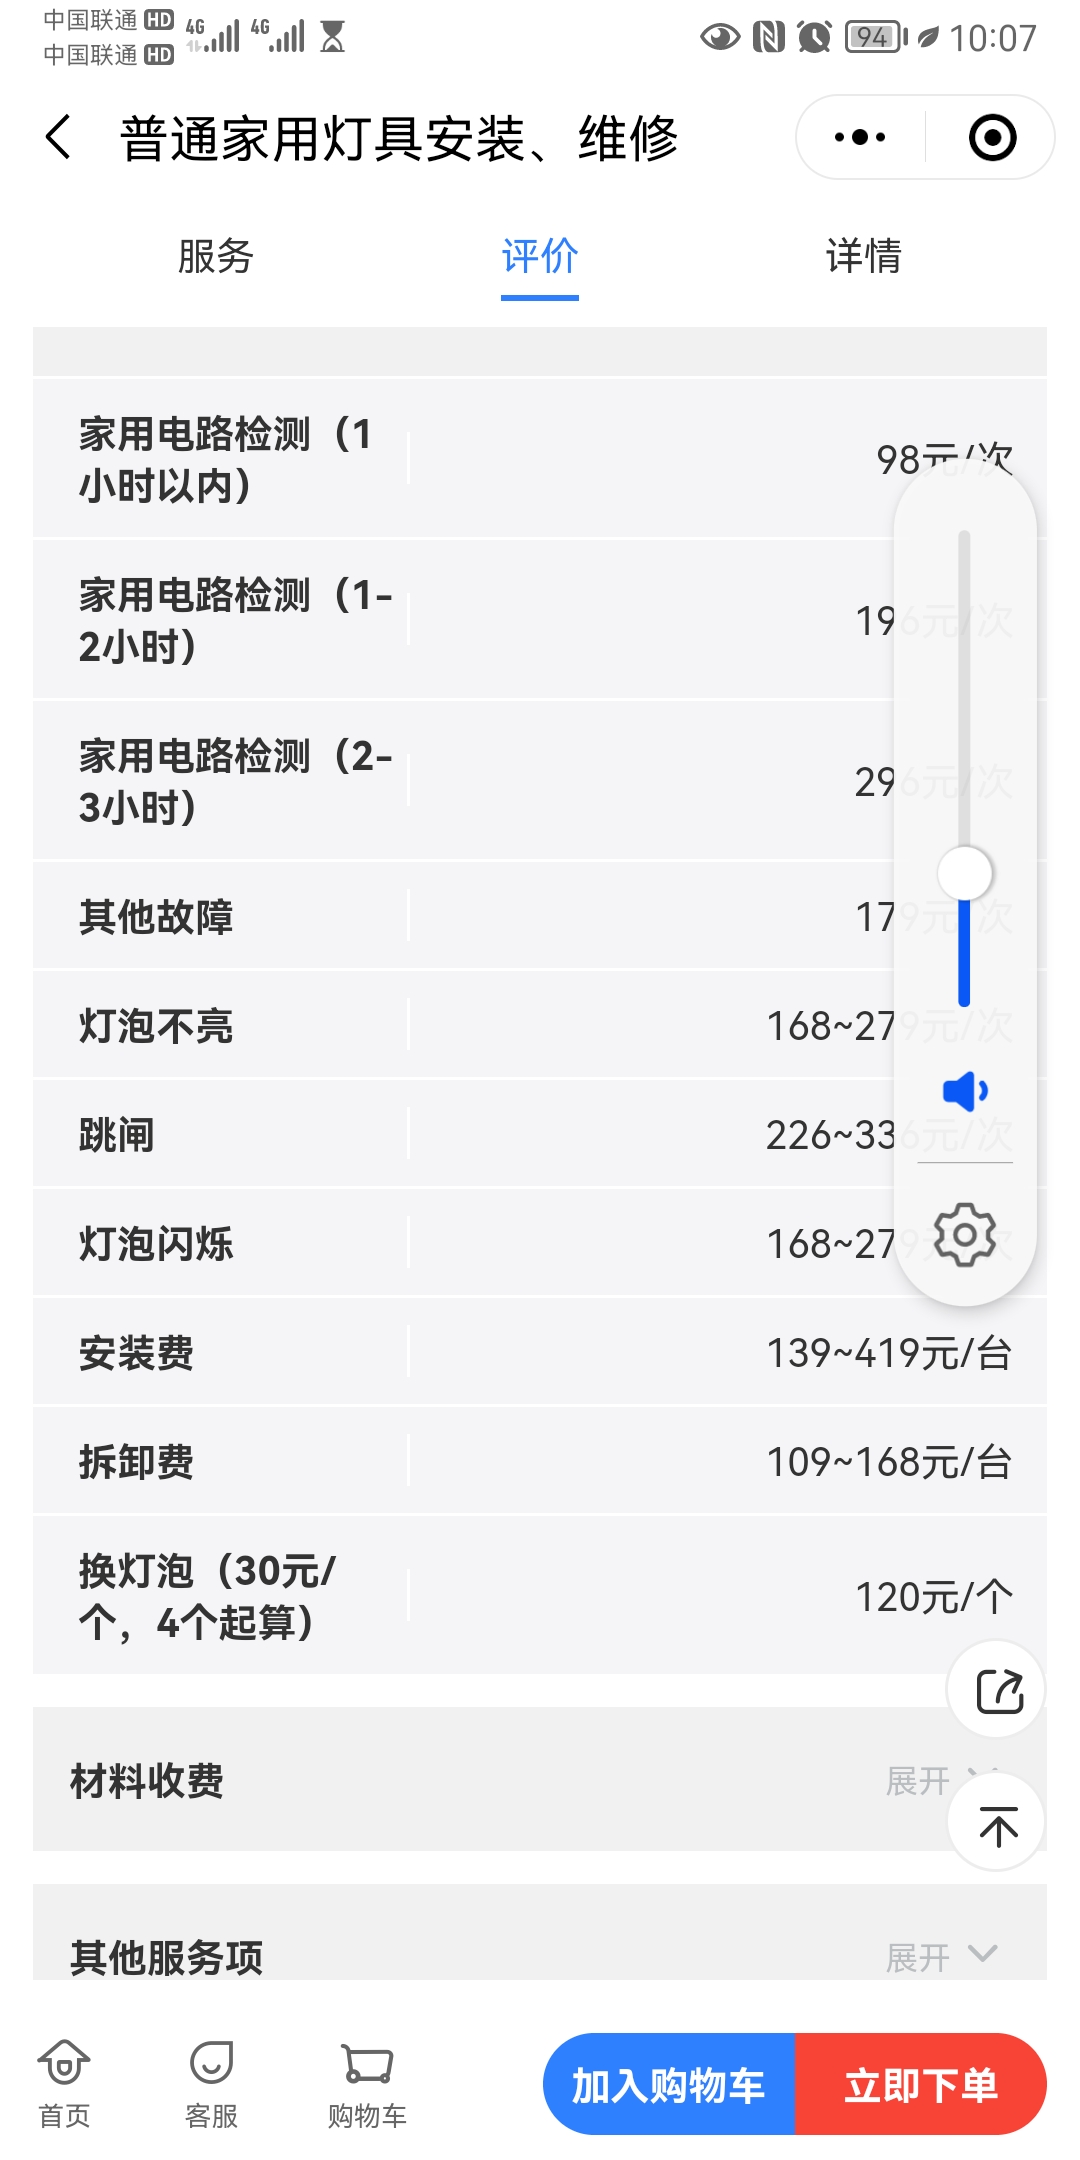 中国联通 HD 4G 4G 94 10:07
中国联通 HD
普通家用灯具安装、维修
服务 评价 详情
家用电路检测（1
小时以内）
98元/次
家用电路检测（1-
2小时）
196元/次
家用电路检测（2-
3小时）
296元/次
其他故障 179元/次
灯泡不亮 168~279元/次
跳闸 226~336元/次
灯泡闪烁 168~279元/次
安装费 139~419元/台
拆卸费 109~168元/台
换灯泡（30元/
个，4个起算）
120元/个
材料收费 展开
其他服务项 展开
首页 客服 购物车 加入购物车 立即下单